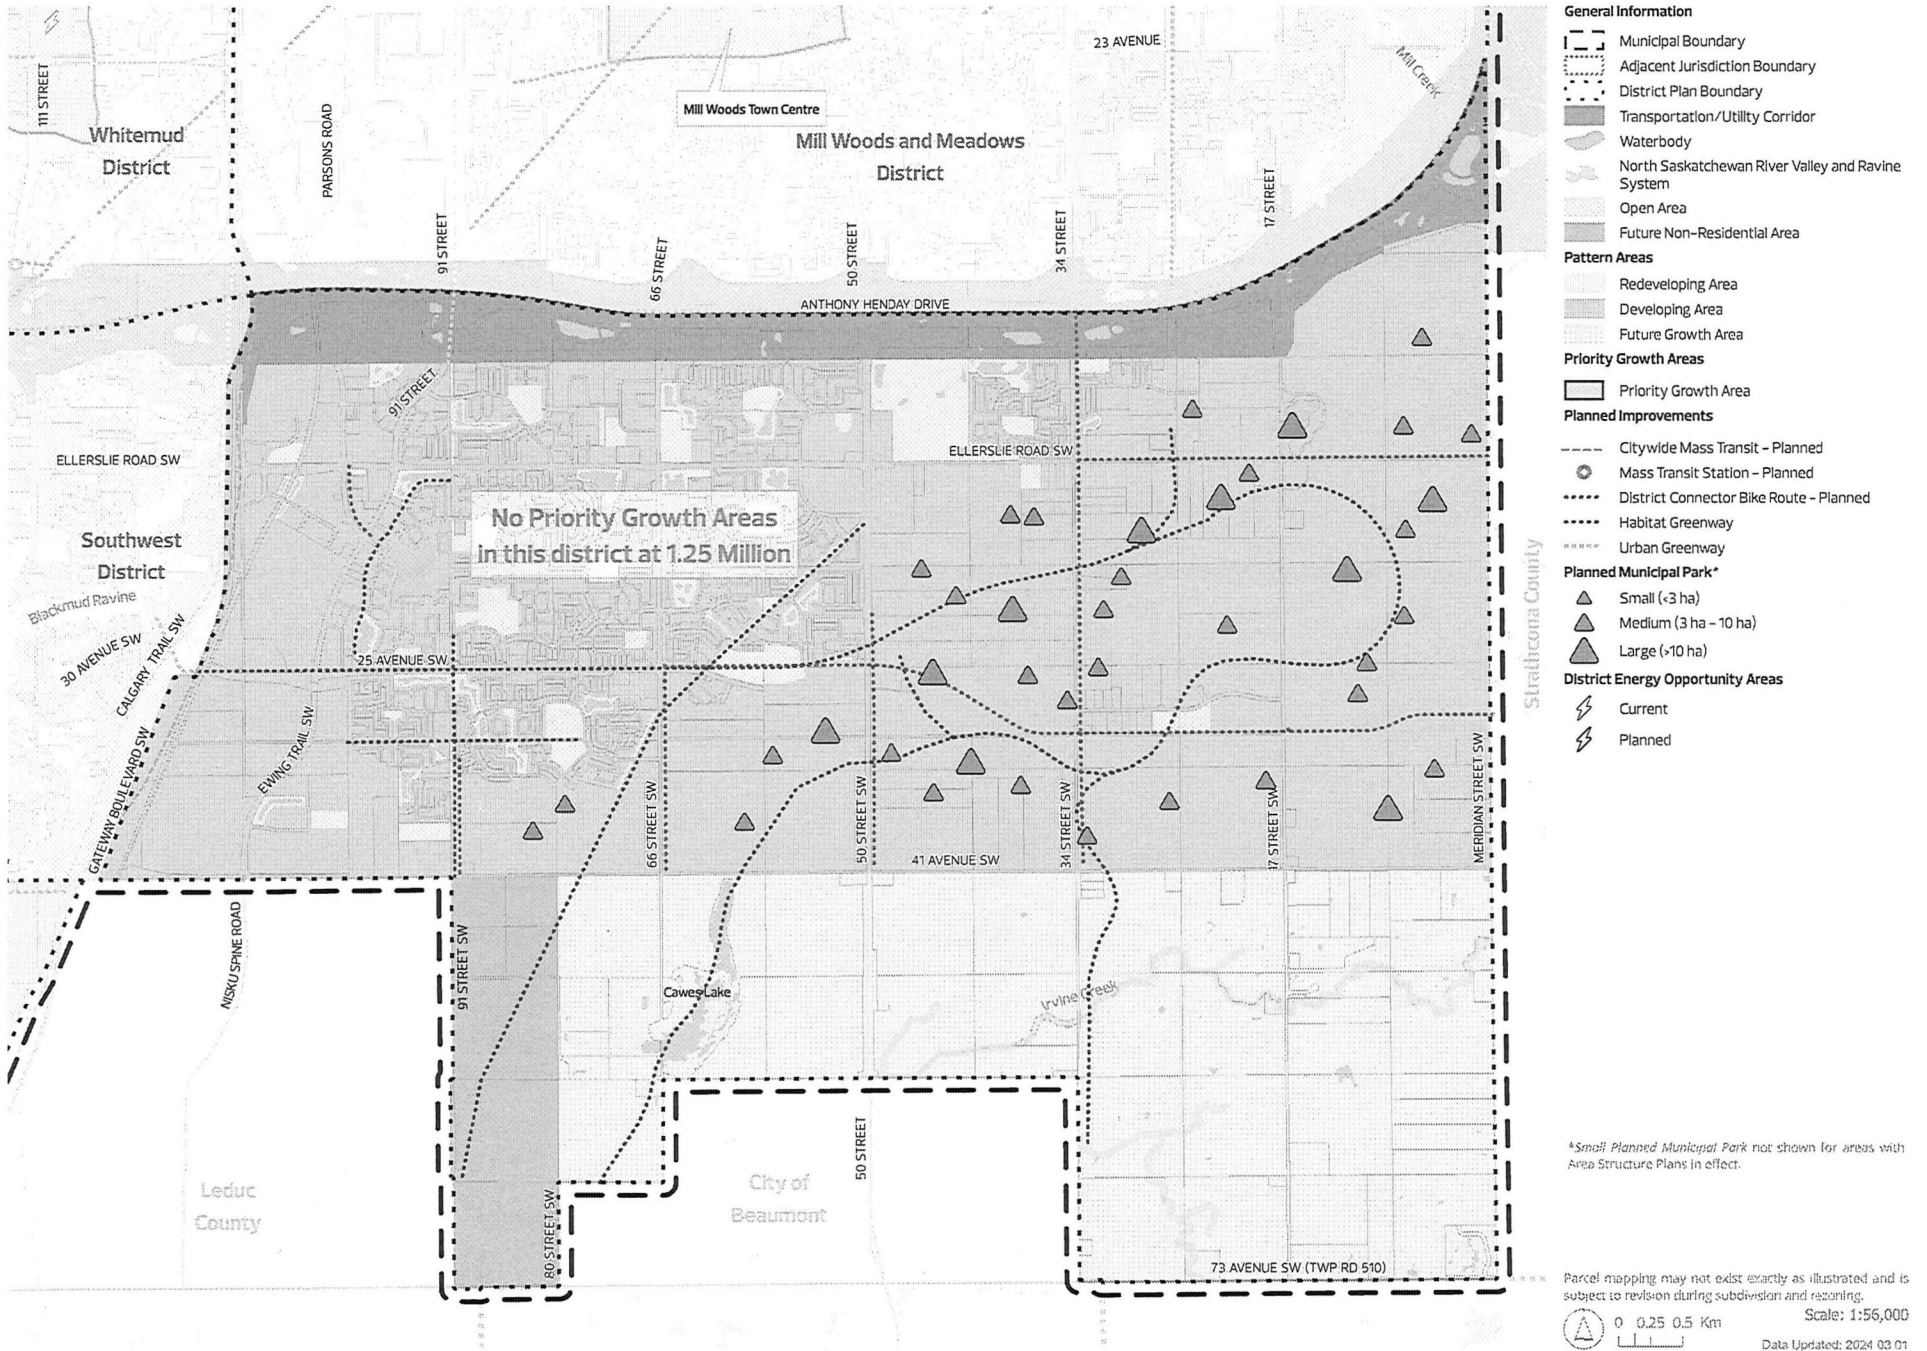 General Information
Municipal Boundary
Adjacent Jurisdiction Boundary
District Plan Boundary
Transportation/Utility Corridor
Waterbody
North Saskatchewan River Valley and Ravine
System
Open Area
Future Non-Residential Area
Pattern Areas
Redeveloping Area
Developing Area
Future Growth Area
Priority Growth Areas
Priority Growth Area
Planned Improvements
Citywide Mass Transit - Planned
Mass Transit Station - Planned
District Connector Bike Route - Planned
Habitat Greenway
Urban Greenway
Planned Municipal Park*
Small (<3 ha)
Medium (3 ha - 10 ha)
Large (>10 ha)
District Energy Opportunity Areas
Current
Planned
*Small Planned Municipal Park not shown for areas with
Area Structure Plans in effect.
Parcel mapping may not exist exactly as illustrated and is
subject to revision during subdivision and rezoning.
0 0.25 0.5 Km
Scale: 1:56,000
Data Updated: 2024 03 01
111 STREET
Whitemud
District
PARSONS ROAD
Mill Woods Town Centre
Mill Woods and Meadows
District
23 AVENUE
Mill Creek
91 STREET
66 STREET
50 STREET
34 STREET
17 STREET
ANTHONY HENDAY DRIVE
91 STREET
ELLERSLIE ROAD SW
ELLERSLIE ROAD SW
No Priority Growth Areas
in this district at 1.25 Million
Southwest
District
Blackmud Ravine
30 AVENUE SW
CALGARY TRAIL SW
25 AVENUE SW
GATEWAY BOULEVARD SW
EWING TRAIL SW
66 STREET SW
50 STREET SW
41 AVENUE SW
34 STREET SW
17 STREET SW
MERIDIAN STREET SW
Strathcona County
NISKU SPINE ROAD
91 STREET SW
Cawes Lake
Irvine Creek
Leduc
County
80 STREET SW
City of
Beaumont
50 STREET
73 AVENUE SW (TWP RD 510)